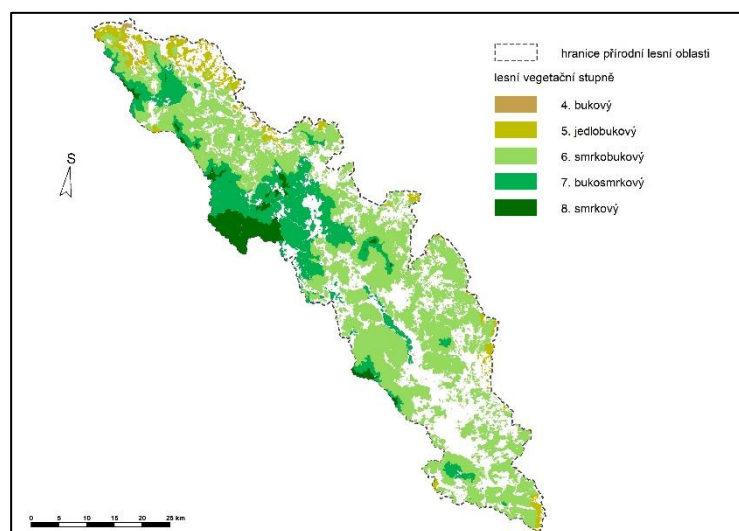 hranice přírodní lesní oblasti
lesní vegetační stupně
4. bukový
5. jedlobukový
6. smrkobukový
7. bukosmrkový
8. smrkový
S
0 5 10 15 20 25 km